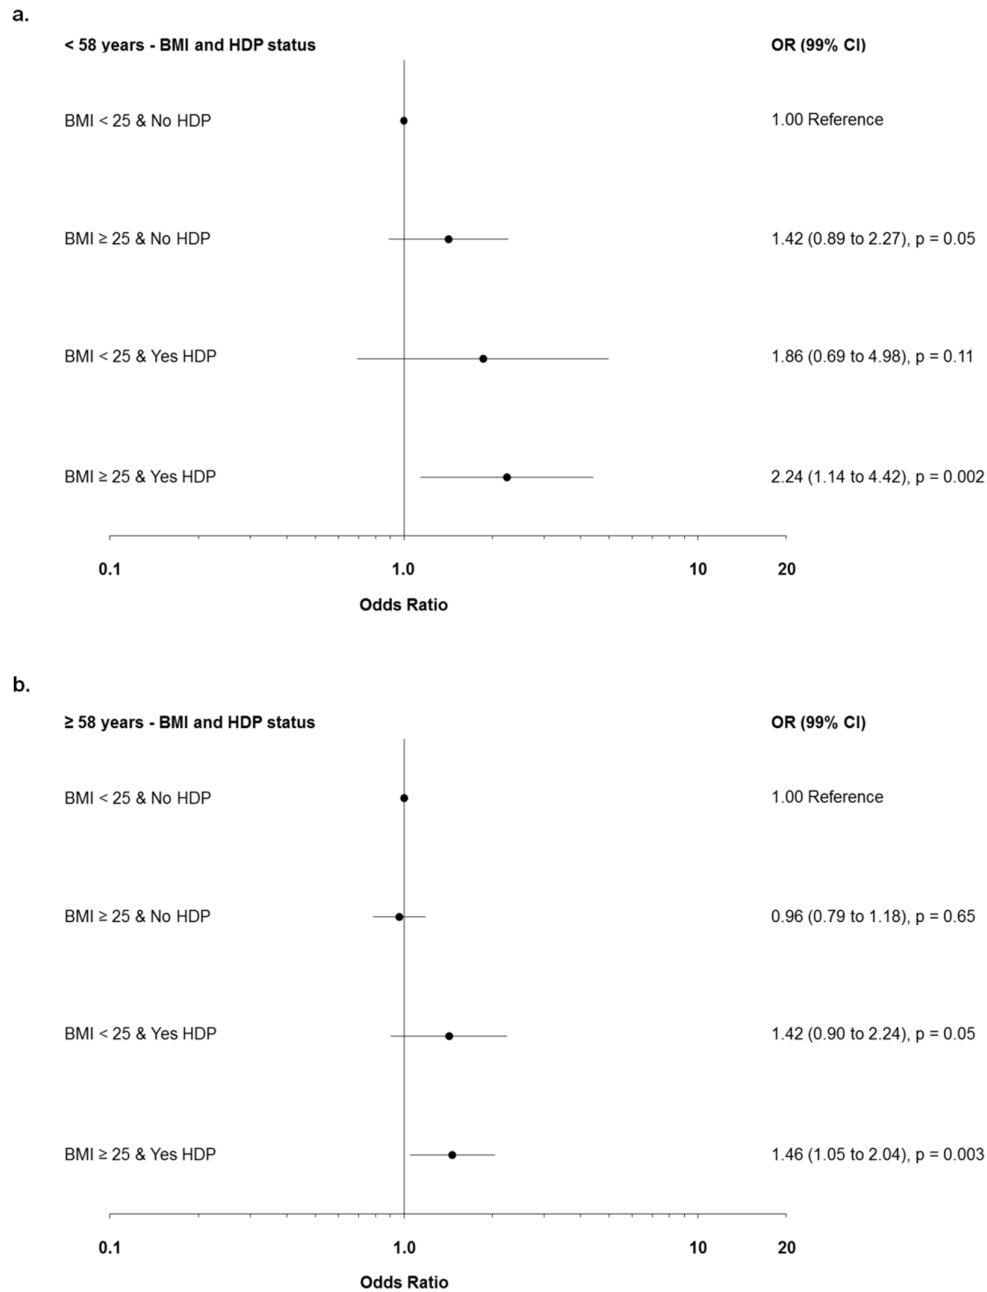 a.
< 58 years - BMI and HDP status OR (99% CI)
BMI < 25 & No HDP 1.00 Reference
BMI ≥ 25 & No HDP 1.42 (0.89 to 2.27), p = 0.05
BMI < 25 & Yes HDP 1.86 (0.69 to 4.98), p = 0.11
BMI ≥ 25 & Yes HDP 2.24 (1.14 to 4.42), p = 0.002
0.1 1.0 10 20
Odds Ratio
b.
≥ 58 years - BMI and HDP status OR (99% CI)
BMI < 25 & No HDP 1.00 Reference
BMI ≥ 25 & No HDP 0.96 (0.79 to 1.18), p = 0.65
BMI < 25 & Yes HDP 1.42 (0.90 to 2.24), p = 0.05
BMI ≥ 25 & Yes HDP 1.46 (1.05 to 2.04), p = 0.003
0.1 1.0 10 20
Odds Ratio